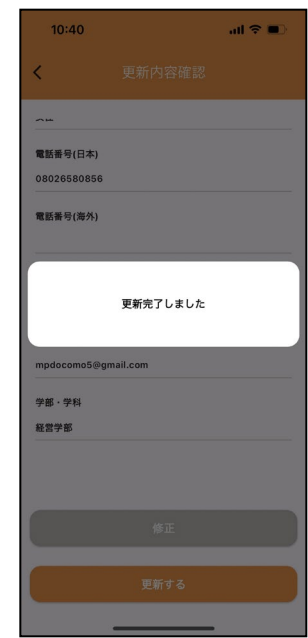 10:40
更新内容確認
電話番号(日本)
08026580856
電話番号(海外)
更新完了しました
mpdocomo5@gmail.com
学部・学科
経営学部
修正
更新する